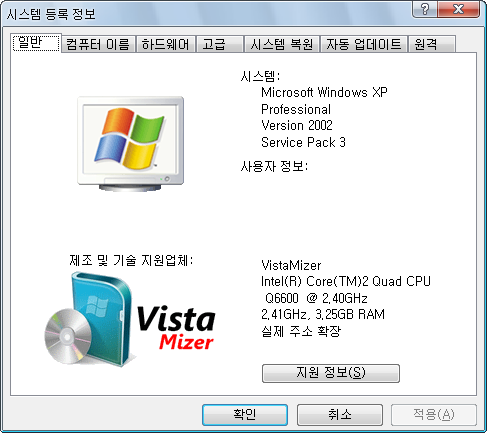 시스템 등록 정보
일반 컴퓨터 이름 하드웨어 고급 시스템 복원 자동 업데이트 원격
시스템:
Microsoft Windows XP
Professional
Version 2002
Service Pack 3
사용자 정보:
제조 및 기술 지원업체:
Vista
Mizer
VistaMizer
Intel(R) Core(TM)2 Quad CPU
Q6600 @ 2,40GHz
2,41GHz, 3,25GB RAM
실제 주소 확장
지원 정보(S)
확인 취소 적용(A)